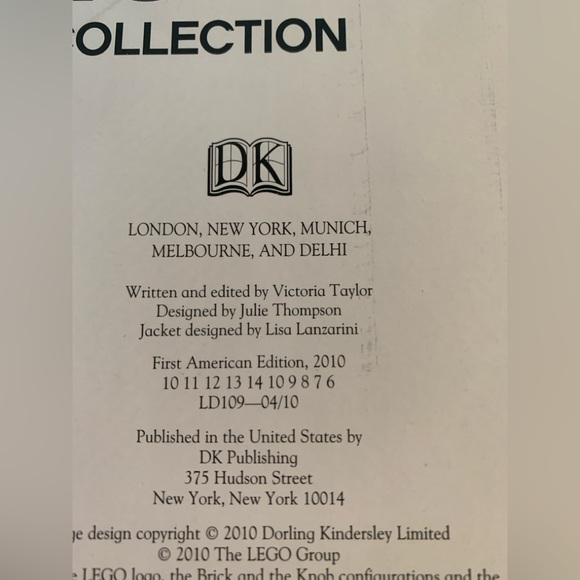 COLLECTION
DK
LONDON, NEW YORK, MUNICH,
MELBOURNE, AND DELHI
Written and edited by Victoria Taylor
Designed by Julie Thompson
Jacket designed by Lisa Lanzarini
First American Edition, 2010
10 11 12 13 14 10 9 8 7 6
LD109—04/10
Published in the United States by
DK Publishing
375 Hudson Street
New York, New York 10014
design copyright © 2010 Dorling Kindersley Limited
© 2010 The LEGO Group
LEGO logo, the Brick and the Knob configurations and the